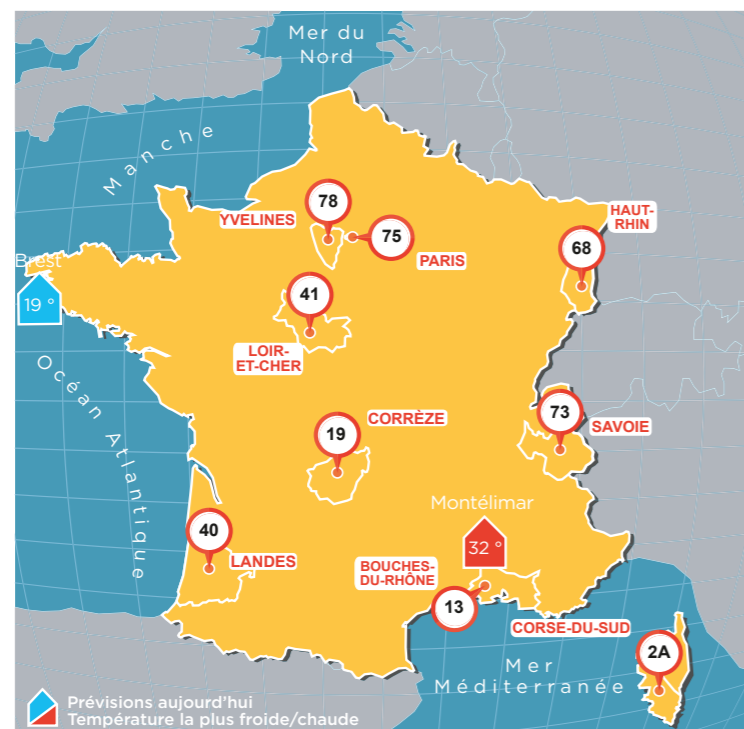 Mer du
Nord
Manche
78
YVELINES
75
PARIS
HAUT-
RHIN
68
Brest
19 °
41
LOIR-
ET-CHER
Océan Atlantique
73
SAVOIE
19
CORRÈZE
Montélimar
32 °
40
LANDES
BOUCHES-
DU-RHÔNE
13
CORSE-DU-SUD
2A
Mer
Méditerranée
Prévisions aujourd'hui
Température la plus froide/chaude